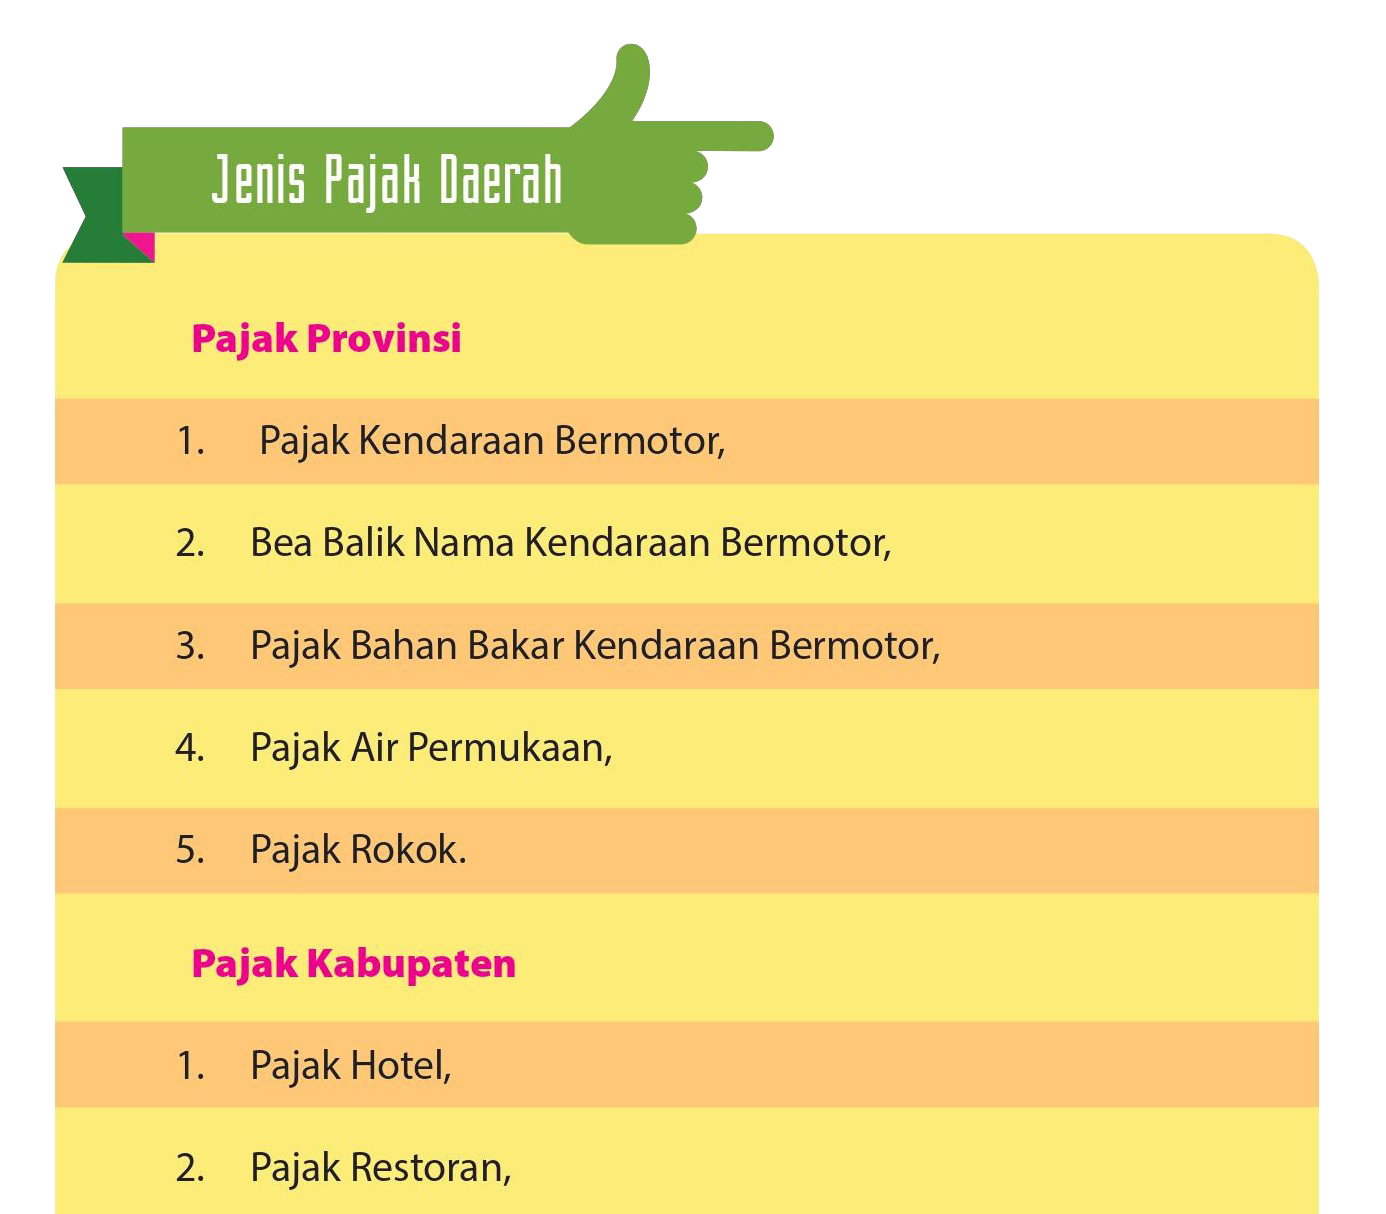 Jenis Pajak Daerah
Pajak Provinsi
1. Pajak Kendaraan Bermotor,
2. Bea Balik Nama Kendaraan Bermotor,
3. Pajak Bahan Bakar Kendaraan Bermotor,
4. Pajak Air Permukaan,
5. Pajak Rokok.
Pajak Kabupaten
1. Pajak Hotel,
2. Pajak Restoran,